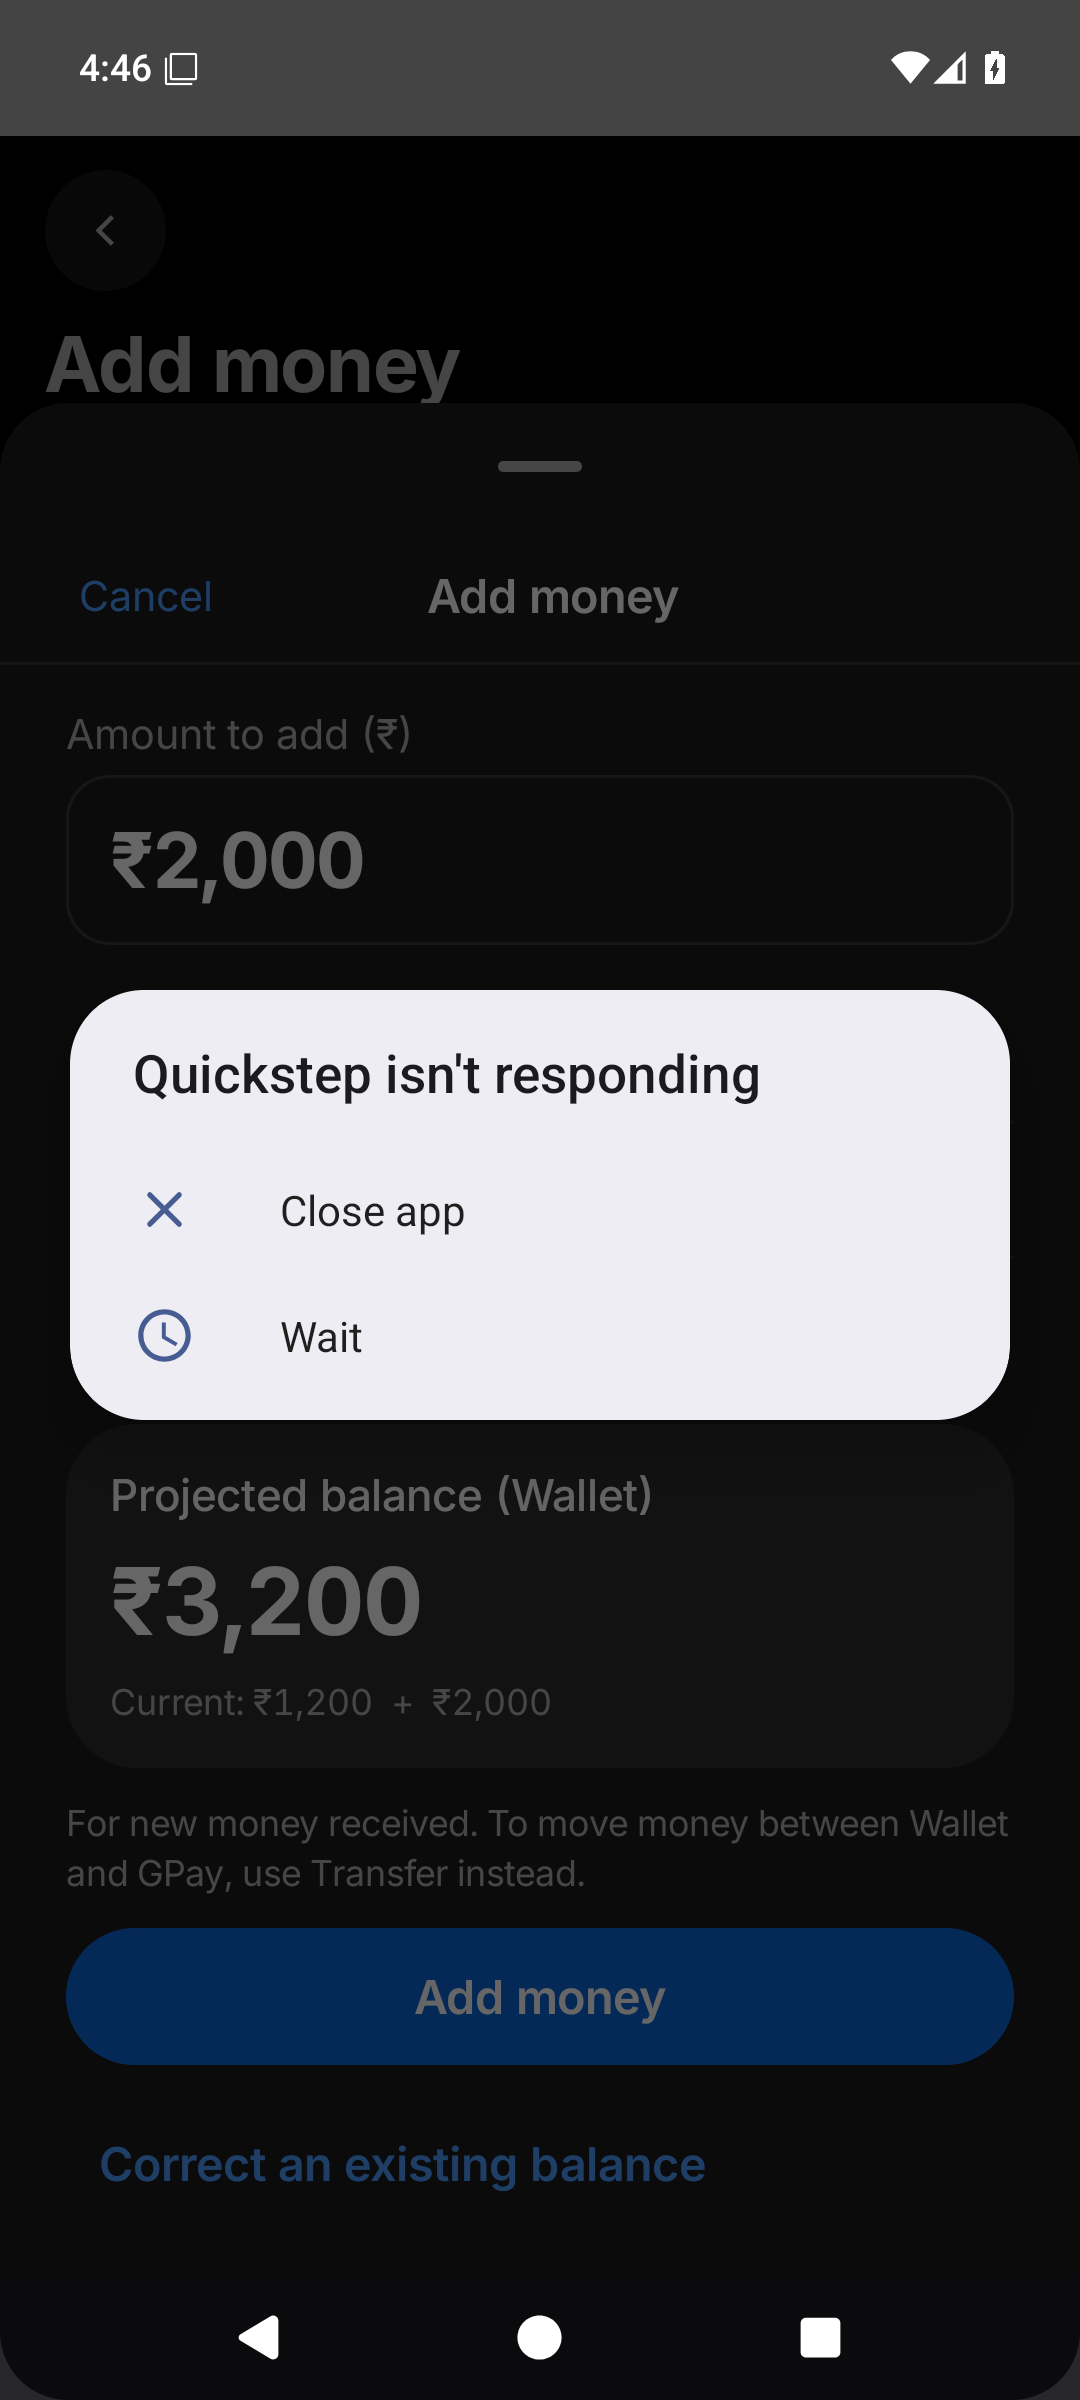 4:46
Add money
Cancel
Add money
Amount to add (₹)
₹2,000
Quickstep isn't responding
Close app
Wait
Projected balance (Wallet)
₹3,200
Current: ₹1,200 + ₹2,000
For new money received. To move money between Wallet
and GPay, use Transfer instead.
Add money
Correct an existing balance